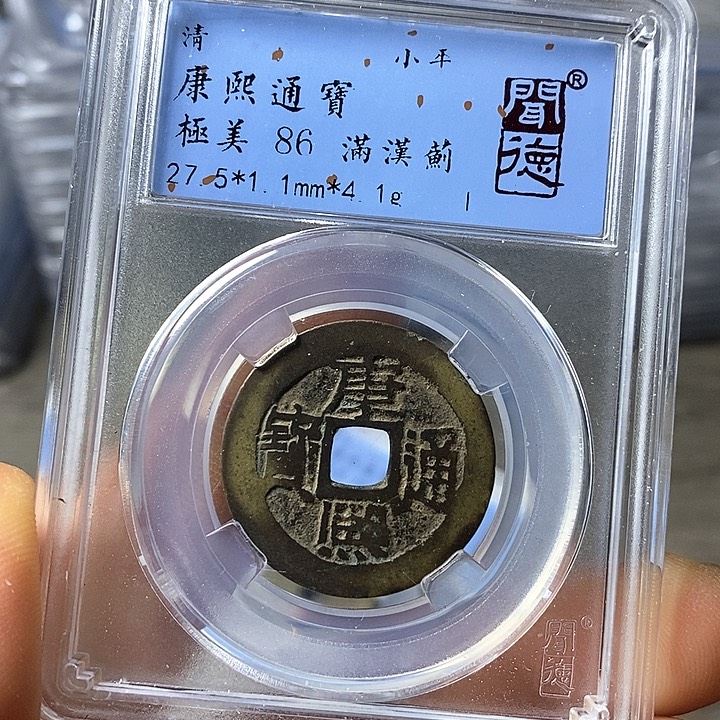 清 小平
康熙通寶
極美 86 滿漢薊
27.5*1.1mm*4.1g
聞德®
康熙通寶
聞德®